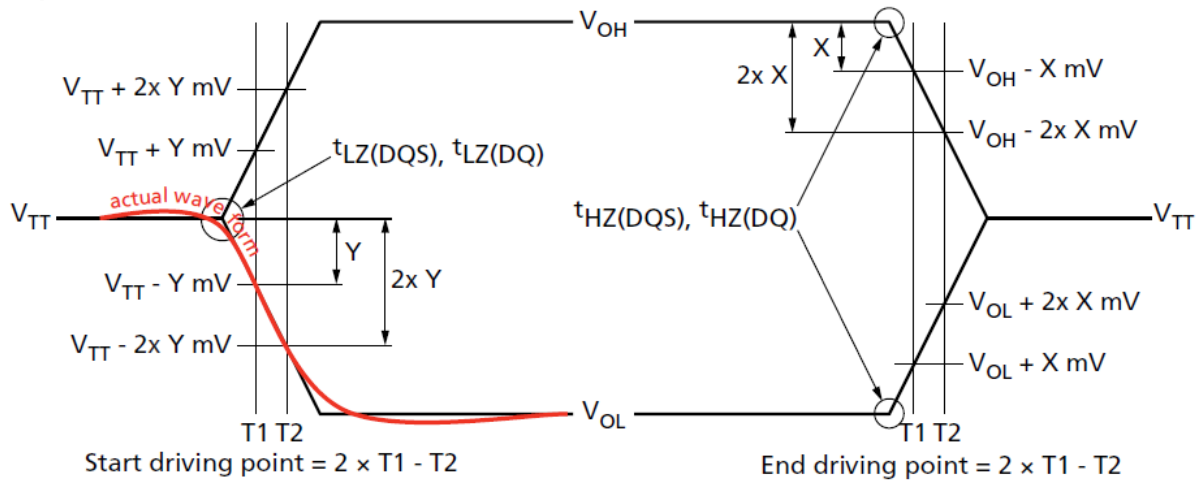 VOH
X
2x X
VOH - X mV
VOH - 2x X mV
VTT + 2x Y mV
VTT + Y mV
tLZ(DQS), tLZ(DQ)
actual wave form
VTT
tHZ(DQS), tHZ(DQ)
VTT
Y
2x Y
VTT - Y mV
VTT - 2x Y mV
VOL + 2x X mV
VOL + X mV
VOL
T1 T2
T1 T2
Start driving point = 2 × T1 - T2
End driving point = 2 × T1 - T2